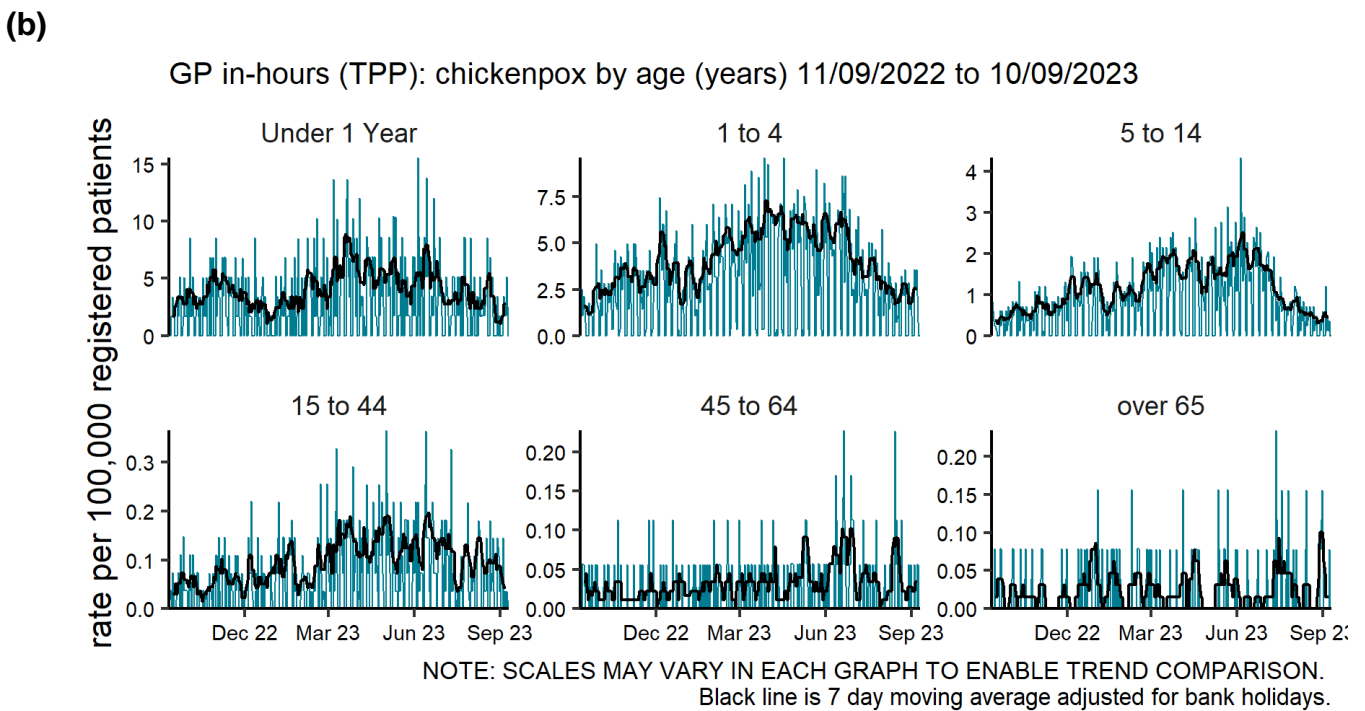 (b)
GP in-hours (TPP): chickenpox by age (years) 11/09/2022 to 10/09/2023
rate per 100,000 registered patients
Under 1 Year
15
10
5
0
1 to 4
7.5
5.0
2.5
0.0
5 to 14
4
3
2
1
0
15 to 44
0.3
0.2
0.1
0.0
Dec 22 Mar 23 Jun 23 Sep 23
45 to 64
0.20
0.15
0.10
0.05
0.00
Dec 22 Mar 23 Jun 23 Sep 23
over 65
0.20
0.15
0.10
0.05
0.00
Dec 22 Mar 23 Jun 23 Sep 23
NOTE: SCALES MAY VARY IN EACH GRAPH TO ENABLE TREND COMPARISON.
Black line is 7 day moving average adjusted for bank holidays.